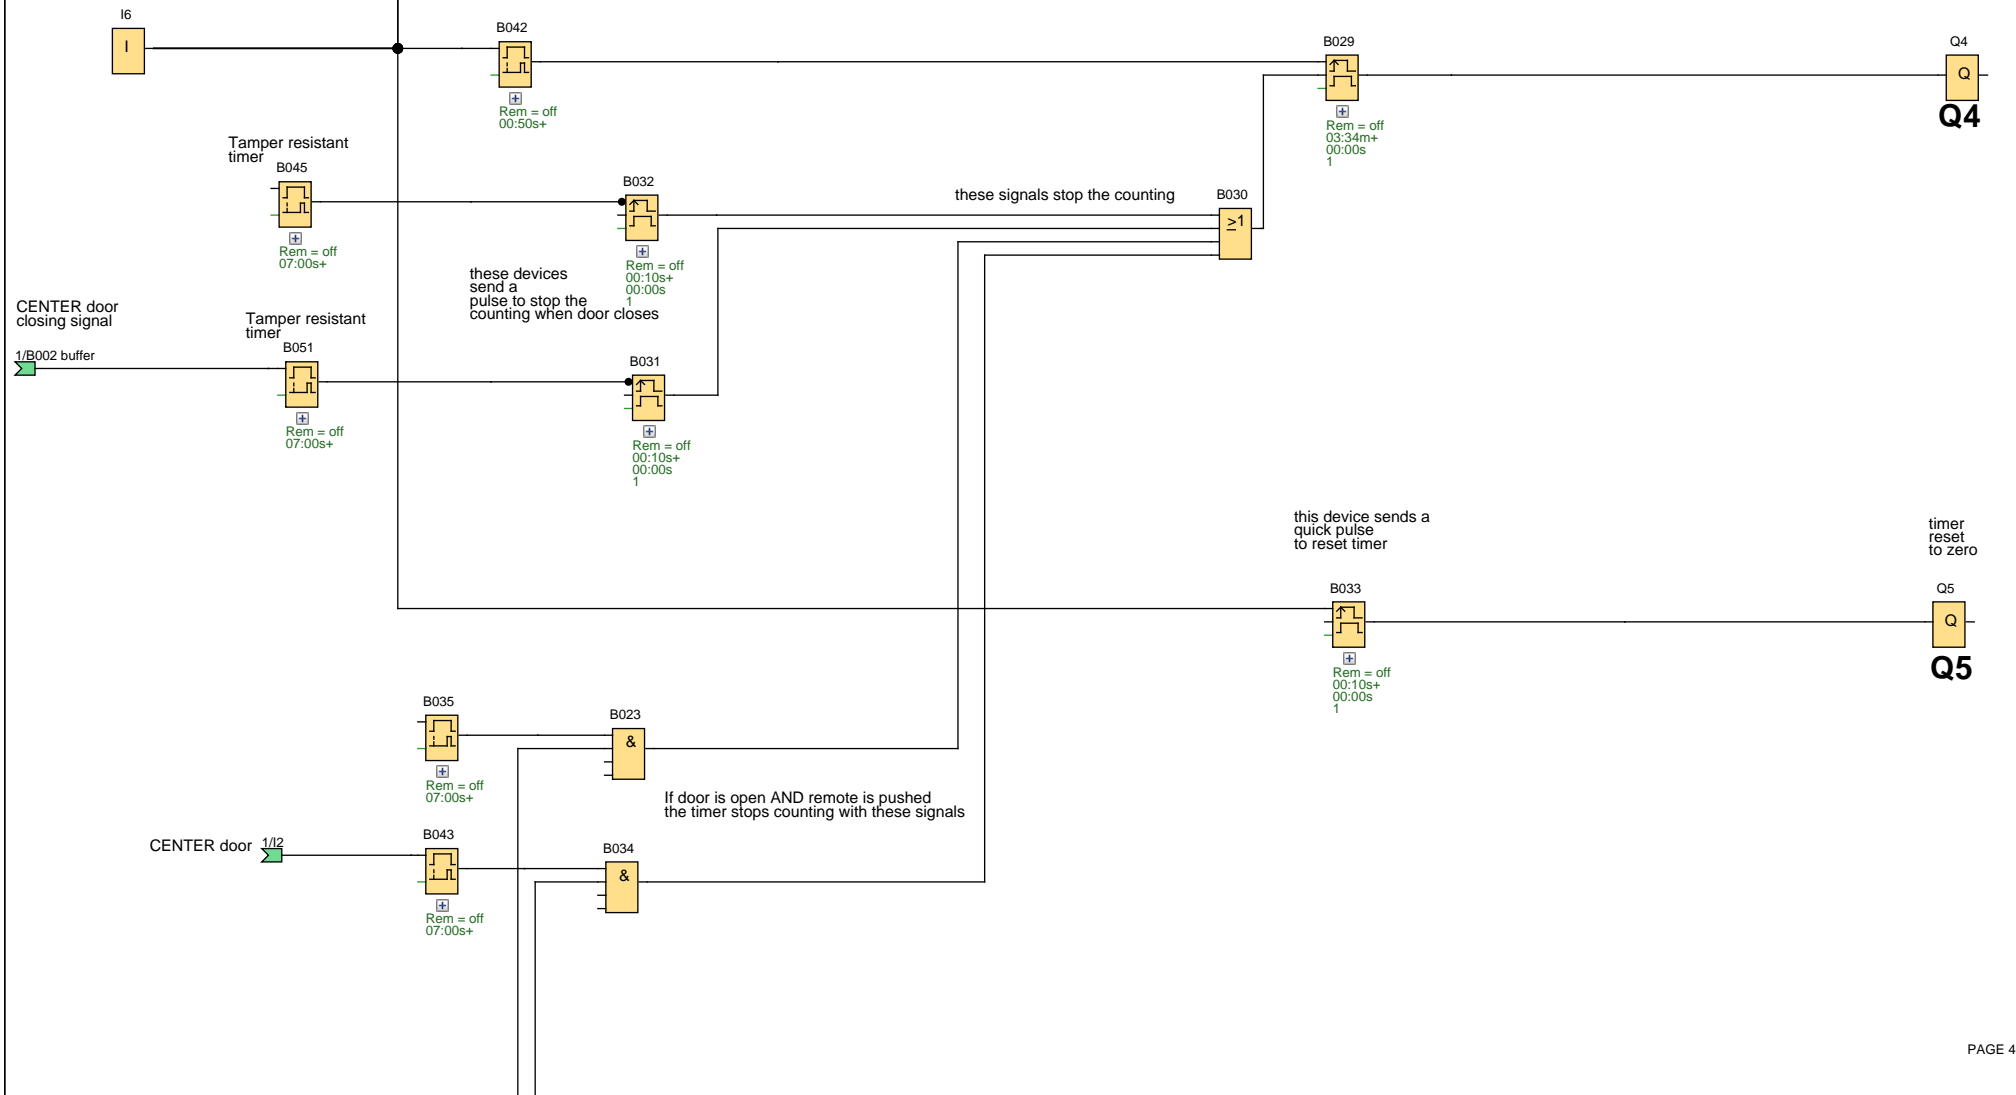 I6
I
B042
Rem = off
00:50s+
B029
Rem = off
03:34m+
00:00s
1
Q4
Q
Q4
Tamper resistant
timer
B045
Rem = off
07:00s+
B032
Rem = off
00:10s+
00:00s
1
these signals stop the counting
B030
≥1
these devices
send a
pulse to stop the
counting when door closes
CENTER door
closing signal
1/B002 buffer
Tamper resistant
timer
B051
Rem = off
07:00s+
B031
Rem = off
00:10s+
00:00s
1
this device sends a
quick pulse
to reset timer
B033
Rem = off
00:10s+
00:00s
1
timer
reset
to zero
Q5
Q
Q5
B035
Rem = off
07:00s+
B023
&
If door is open AND remote is pushed
the timer stops counting with these signals
CENTER door
1/I2
B043
Rem = off
07:00s+
B034
&
PAGE 4